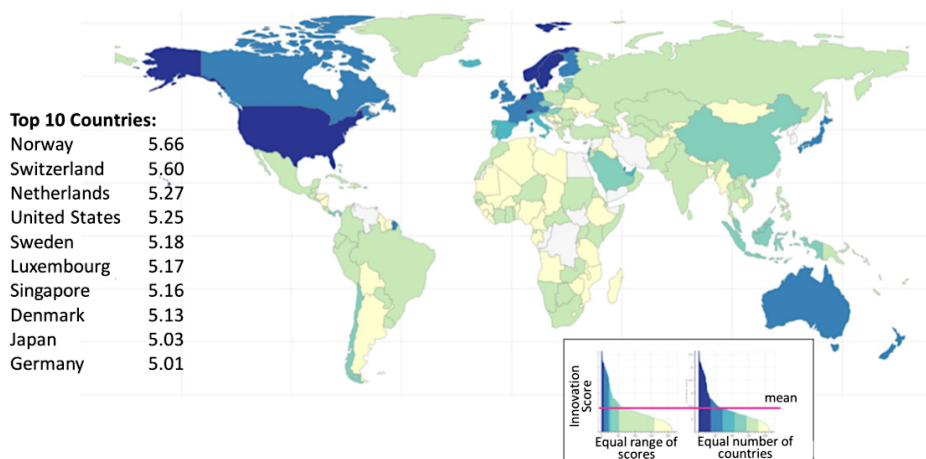 Top 10 Countries:
Norway 5.66
Switzerland 5.60
Netherlands 5.27
United States 5.25
Sweden 5.18
Luxembourg 5.17
Singapore 5.16
Denmark 5.13
Japan 5.03
Germany 5.01
Innovation
Score
mean
Equal range of
scores
Equal number of
countries